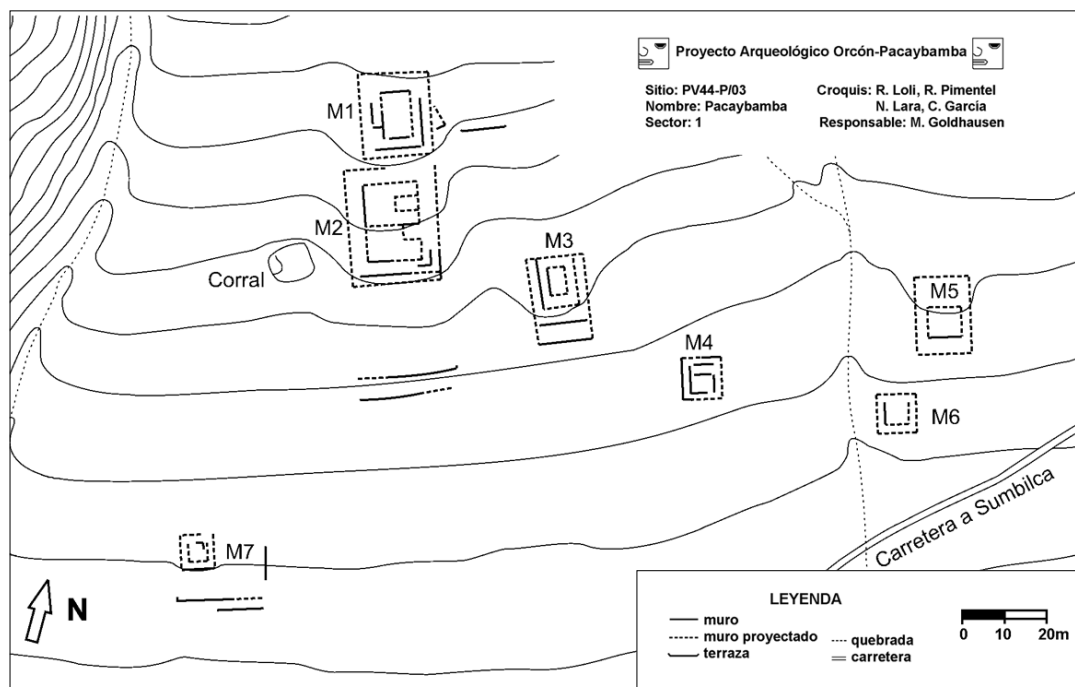 Proyecto Arqueológico Orcón-Pacaybamba
Sitio: PV44-P/03
Nombre: Pacaybamba
Sector: 1
Croquis: R. Loli, R. Pimentel
N. Lara, C. García
Responsable: M. Goldhausen
M1
M2
M3
Corral
M5
M4
M6
Carretera a Sumbilca
M7
N
LEYENDA
muro
muro proyectado
terraza
quebrada
carretera
0 10 20m